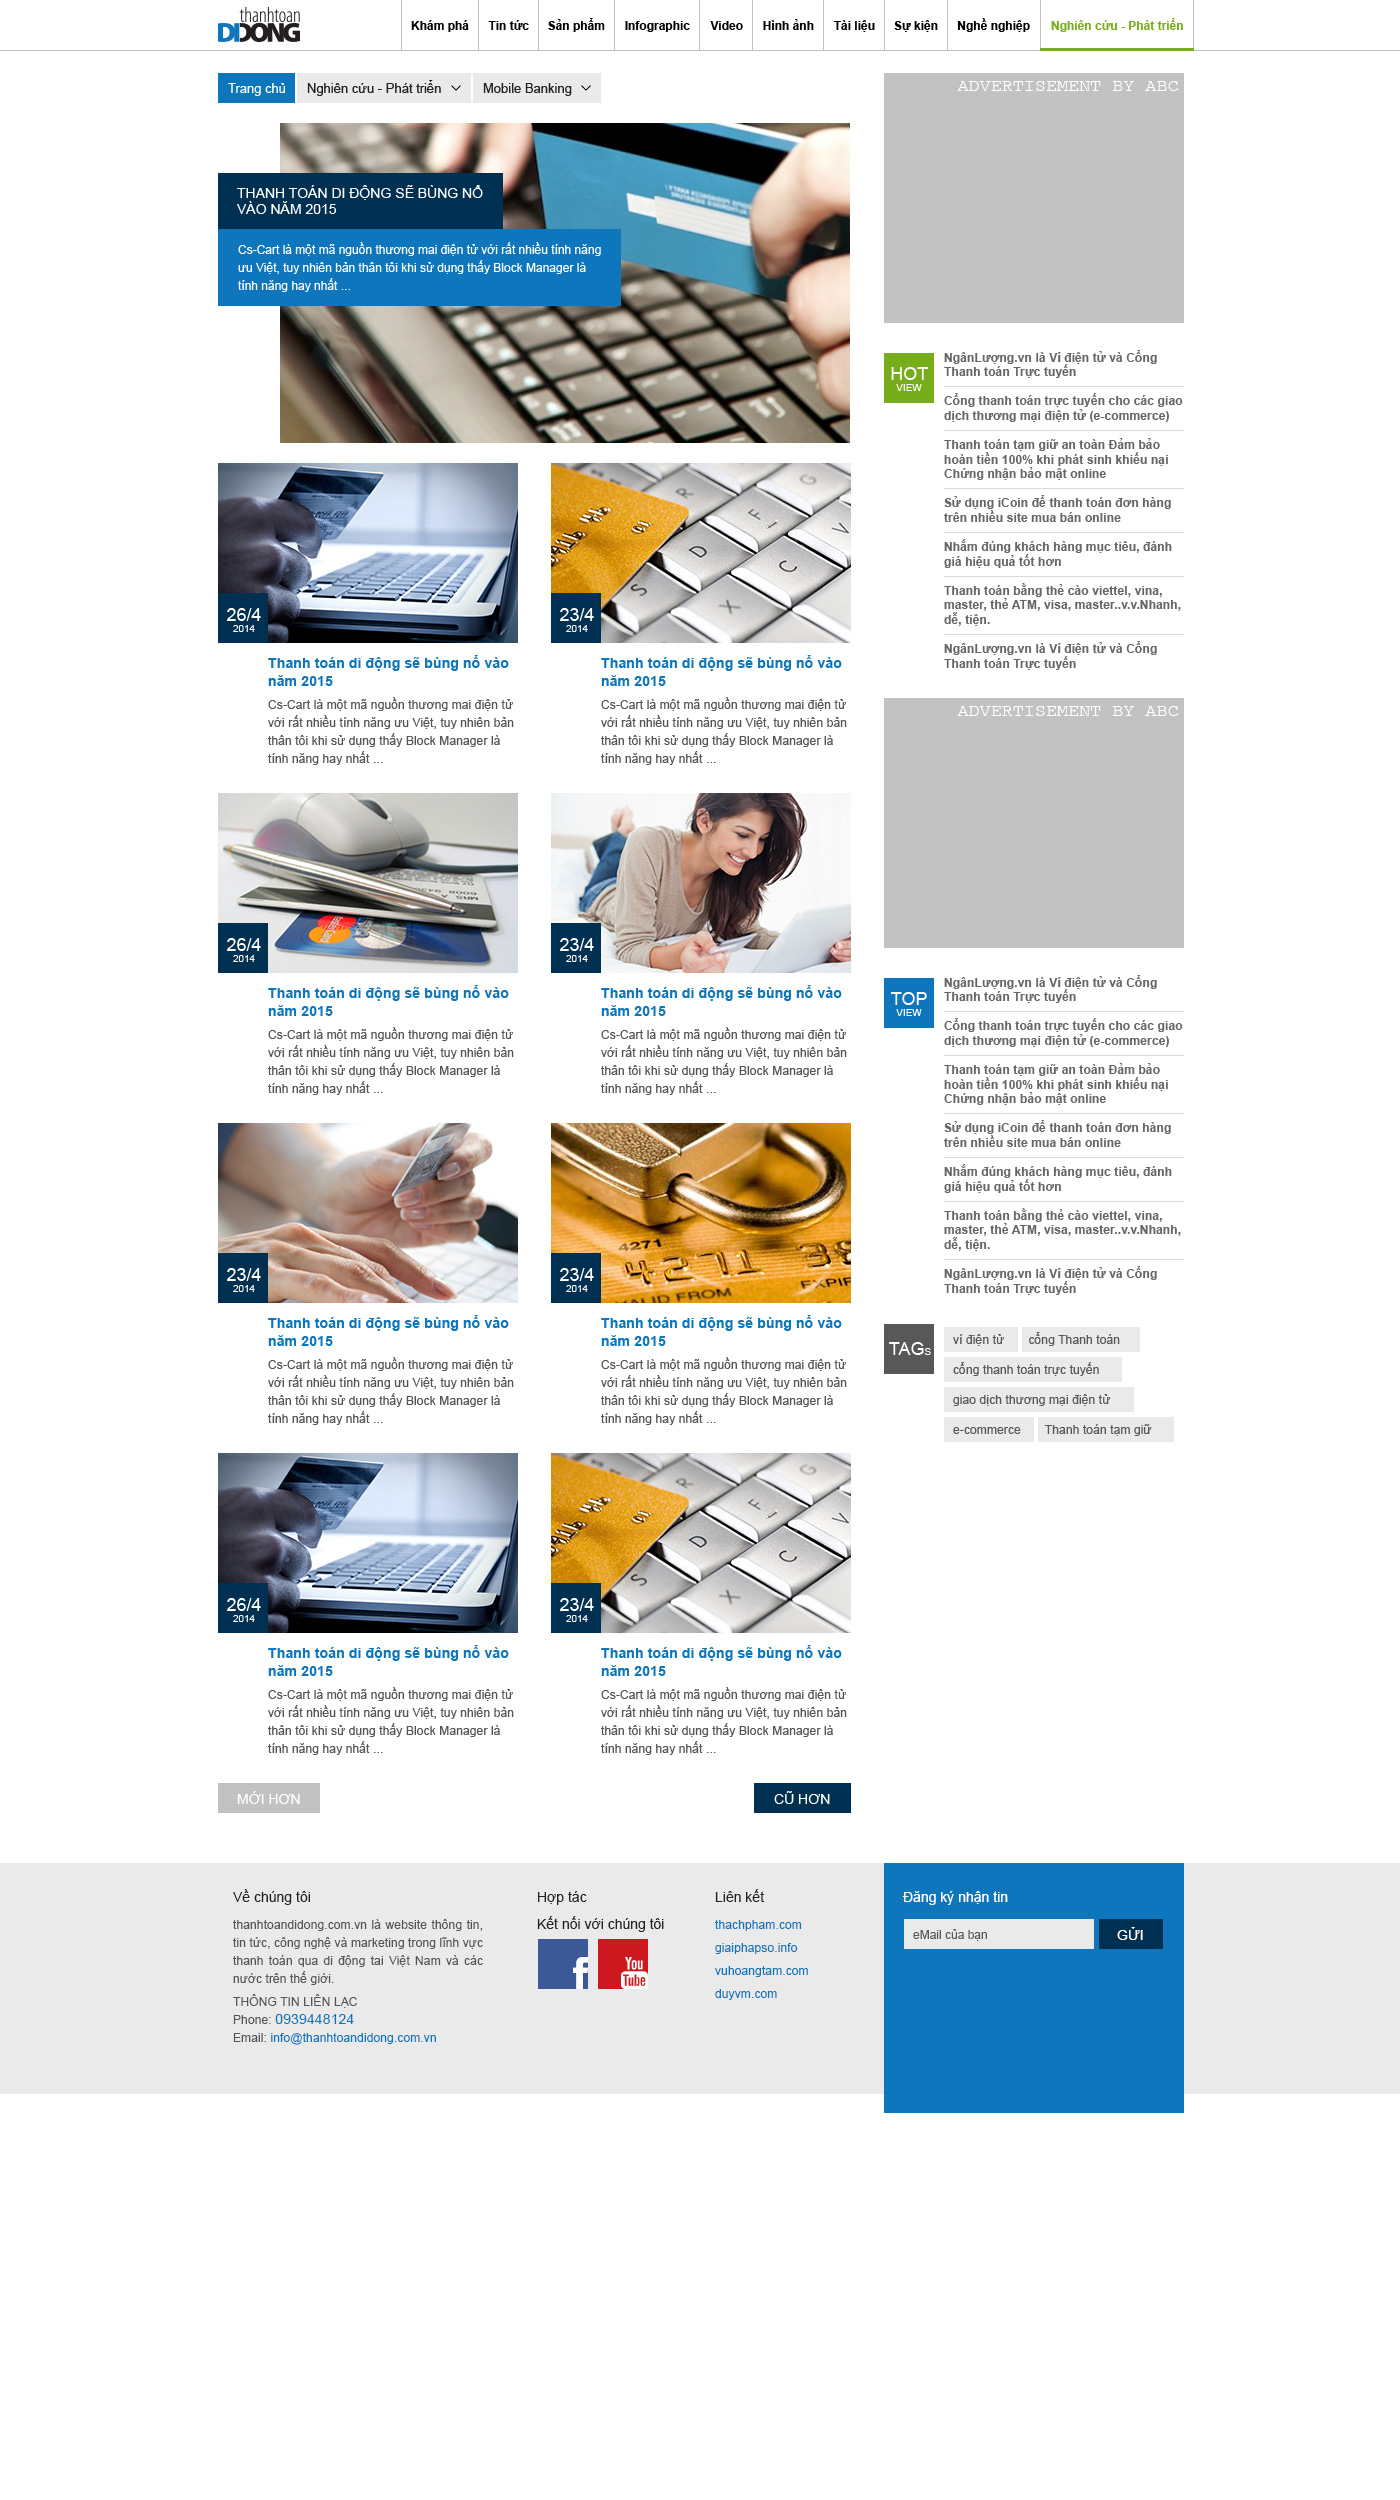 thanhtoan
DIDONG
Khám phá
Tin tức
Sản phẩm
Infographic
Video
Hình ảnh
Tài liệu
Sự kiện
Nghề nghiệp
Nghiên cứu - Phát triển
Trang chủ
Nghiên cứu - Phát triển
Mobile Banking
THANH TOÁN DI ĐỘNG SẼ BÙNG NỔ
VÀO NĂM 2015
Cs-Cart là một mã nguồn thương mai điện tử với rất nhiều tính năng
ưu Việt, tuy nhiên bản thân tôi khi sử dụng thấy Block Manager là
tính năng hay nhất ...
26/4
2014
Thanh toán di động sẽ bùng nổ vào
năm 2015
Cs-Cart là một mã nguồn thương mai điện tử
với rất nhiều tính năng ưu Việt, tuy nhiên bản
thân tôi khi sử dụng thấy Block Manager là
tính năng hay nhất ...
R
G
F
V
D
C
S
X
23/4
2014
Thanh toán di động sẽ bùng nổ vào
năm 2015
Cs-Cart là một mã nguồn thương mai điện tử
với rất nhiều tính năng ưu Việt, tuy nhiên bản
thân tôi khi sử dụng thấy Block Manager là
tính năng hay nhất ...
MRS A
26/4
2014
Thanh toán di động sẽ bùng nổ vào
năm 2015
Cs-Cart là một mã nguồn thương mai điện tử
với rất nhiều tính năng ưu Việt, tuy nhiên bản
thân tôi khi sử dụng thấy Block Manager là
tính năng hay nhất ...
23/4
2014
Thanh toán di động sẽ bùng nổ vào
năm 2015
Cs-Cart là một mã nguồn thương mai điện tử
với rất nhiều tính năng ưu Việt, tuy nhiên bản
thân tôi khi sử dụng thấy Block Manager là
tính năng hay nhất ...
23/4
2014
Thanh toán di động sẽ bùng nổ vào
năm 2015
Cs-Cart là một mã nguồn thương mai điện tử
với rất nhiều tính năng ưu Việt, tuy nhiên bản
thân tôi khi sử dụng thấy Block Manager là
tính năng hay nhất ...
4271
4271 38
VALID FROM
EXPIR
23/4
2014
Thanh toán di động sẽ bùng nổ vào
năm 2015
Cs-Cart là một mã nguồn thương mai điện tử
với rất nhiều tính năng ưu Việt, tuy nhiên bản
thân tôi khi sử dụng thấy Block Manager là
tính năng hay nhất ...
26/4
2014
Thanh toán di động sẽ bùng nổ vào
năm 2015
Cs-Cart là một mã nguồn thương mai điện tử
với rất nhiều tính năng ưu Việt, tuy nhiên bản
thân tôi khi sử dụng thấy Block Manager là
tính năng hay nhất ...
R
G
F
V
D
C
S
X
23/4
2014
Thanh toán di động sẽ bùng nổ vào
năm 2015
Cs-Cart là một mã nguồn thương mai điện tử
với rất nhiều tính năng ưu Việt, tuy nhiên bản
thân tôi khi sử dụng thấy Block Manager là
tính năng hay nhất ...
MỚI HƠN
CŨ HƠN
ADVERTISEMENT BY ABC
HOT
VIEW
NgânLượng.vn là Ví điện tử và Cổng
Thanh toán Trực tuyến
Cổng thanh toán trực tuyến cho các giao
dịch thương mại điện tử (e-commerce)
Thanh toán tạm giữ an toàn Đảm bảo
hoàn tiền 100% khi phát sinh khiếu nại
Chứng nhận bảo mật online
Sử dụng iCoin để thanh toán đơn hàng
trên nhiều site mua bán online
Nhắm đúng khách hàng mục tiêu, đánh
giá hiệu quả tốt hơn
Thanh toán bằng thẻ cào viettel, vina,
master, thẻ ATM, visa, master..v.v.Nhanh,
dễ, tiện.
NgânLượng.vn là Ví điện tử và Cổng
Thanh toán Trực tuyến
ADVERTISEMENT BY ABC
TOP
VIEW
NgânLượng.vn là Ví điện tử và Cổng
Thanh toán Trực tuyến
Cổng thanh toán trực tuyến cho các giao
dịch thương mại điện tử (e-commerce)
Thanh toán tạm giữ an toàn Đảm bảo
hoàn tiền 100% khi phát sinh khiếu nại
Chứng nhận bảo mật online
Sử dụng iCoin để thanh toán đơn hàng
trên nhiều site mua bán online
Nhắm đúng khách hàng mục tiêu, đánh
giá hiệu quả tốt hơn
Thanh toán bằng thẻ cào viettel, vina,
master, thẻ ATM, visa, master..v.v.Nhanh,
dễ, tiện.
NgânLượng.vn là Ví điện tử và Cổng
Thanh toán Trực tuyến
TAGs
ví điện tử
cổng Thanh toán
cổng thanh toán trực tuyến
giao dịch thương mại điện tử
e-commerce
Thanh toán tạm giữ
Về chúng tôi
thanhtoandidong.com.vn là website thông tin,
tin tức, công nghệ và marketing trong lĩnh vực
thanh toán qua di động tai Việt Nam và các
nước trên thế giới.
THÔNG TIN LIÊN LẠC
Phone: 0939448124
Email: info@thanhtoandidong.com.vn
Hợp tác
Kết nối với chúng tôi
f
You
Tube
Liên kết
thachpham.com
giaiphapso.info
vuhoangtam.com
duyvm.com
Đăng ký nhận tin
eMail của bạn
GỬI